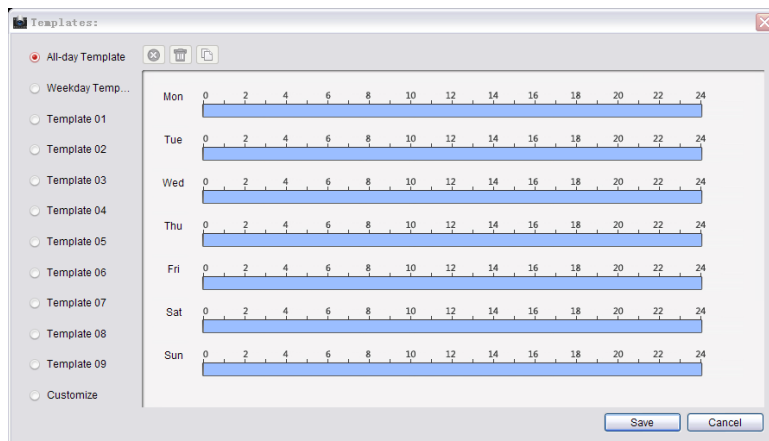 Templates:
All-day Template
Weekday Temp...
Template 01
Template 02
Template 03
Template 04
Template 05
Template 06
Template 07
Template 08
Template 09
Customize
Mon 0 2 4 6 8 10 12 14 16 18 20 22 24
Tue 0 2 4 6 8 10 12 14 16 18 20 22 24
Wed 0 2 4 6 8 10 12 14 16 18 20 22 24
Thu 0 2 4 6 8 10 12 14 16 18 20 22 24
Fri 0 2 4 6 8 10 12 14 16 18 20 22 24
Sat 0 2 4 6 8 10 12 14 16 18 20 22 24
Sun 0 2 4 6 8 10 12 14 16 18 20 22 24
Save Cancel